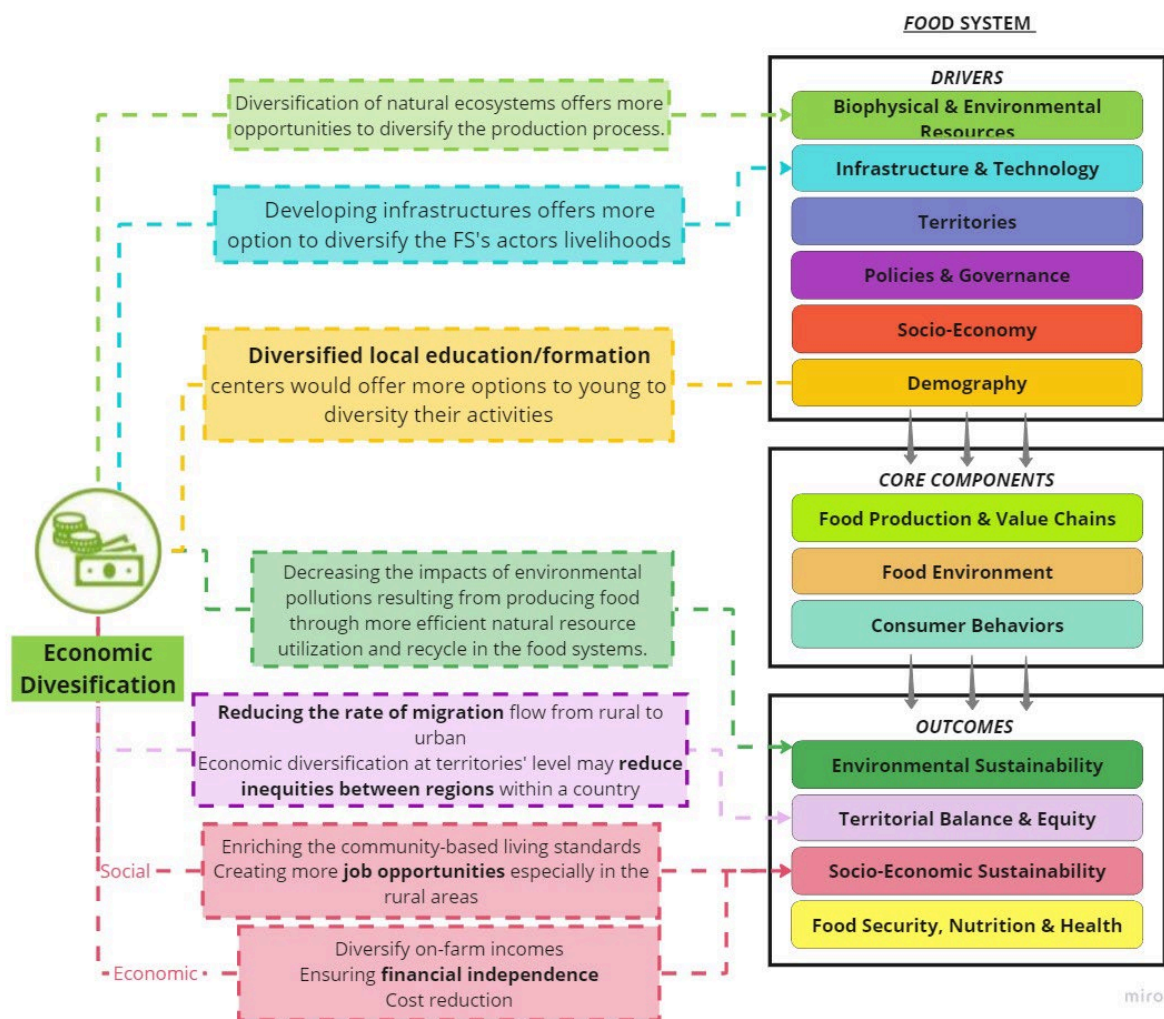 FOOD SYSTEM
DRIVERS
Biophysical & Environmental
Resources
Infrastructure & Technology
Territories
Policies & Governance
Socio-Economy
Demography
CORE COMPONENTS
Food Production & Value Chains
Food Environment
Consumer Behaviors
OUTCOMES
Environmental Sustainability
Territorial Balance & Equity
Socio-Economic Sustainability
Food Security, Nutrition & Health
Diversification of natural ecosystems offers more
opportunities to diversify the production process.
Developing infrastructures offers more
option to diversify the FS's actors livelihoods
Diversified local education/formation
centers would offer more options to young to
diversity their activities
Economic
Divesification
Decreasing the impacts of environmental
pollutions resulting from producing food
through more efficient natural resource
utilization and recycle in the food systems.
Reducing the rate of migration flow from rural to
urban
Economic diversification at territories' level may reduce
inequities between regions within a country
Social
Enriching the community-based living standards
Creating more job opportunities especially in the
rural areas
Economic
Diversify on-farm incomes
Ensuring financial independence
Cost reduction
miro